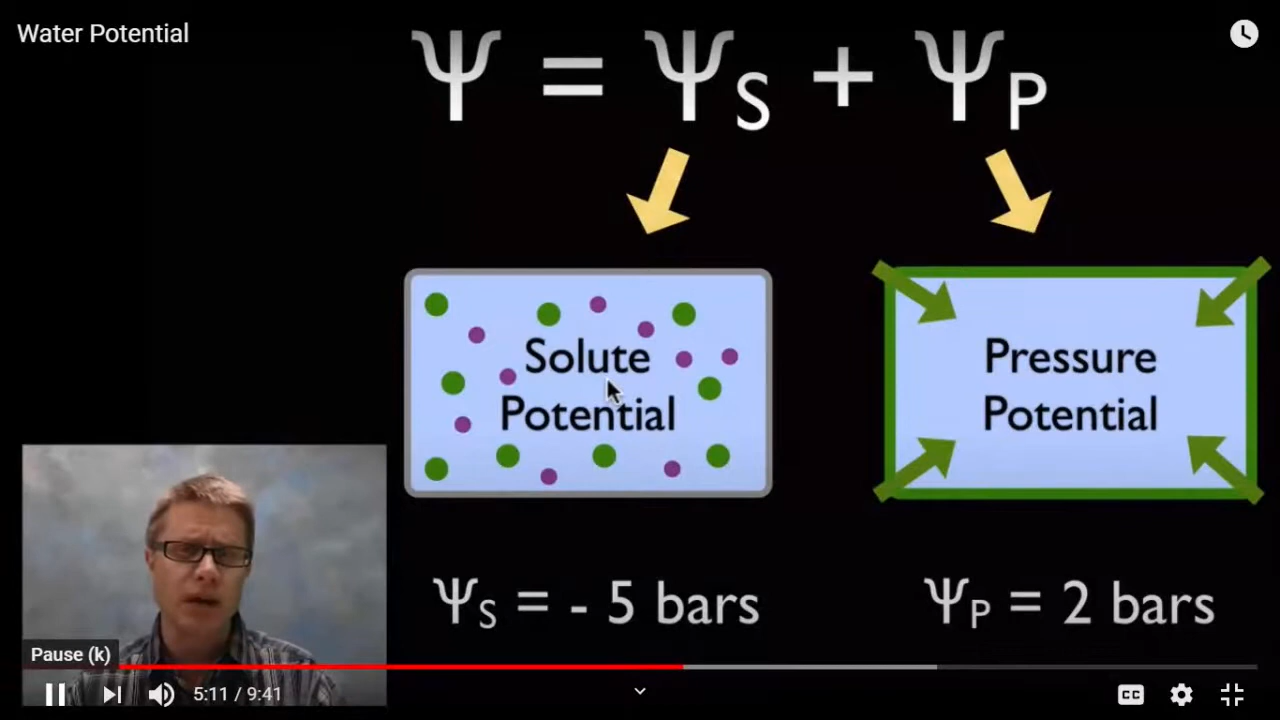 Water Potential
Ψ = ΨS + ΨP
Solute
Potential
Pressure
Potential
ΨS = - 5 bars
ΨP = 2 bars
Pause (k)
5:11 / 9:41
CC